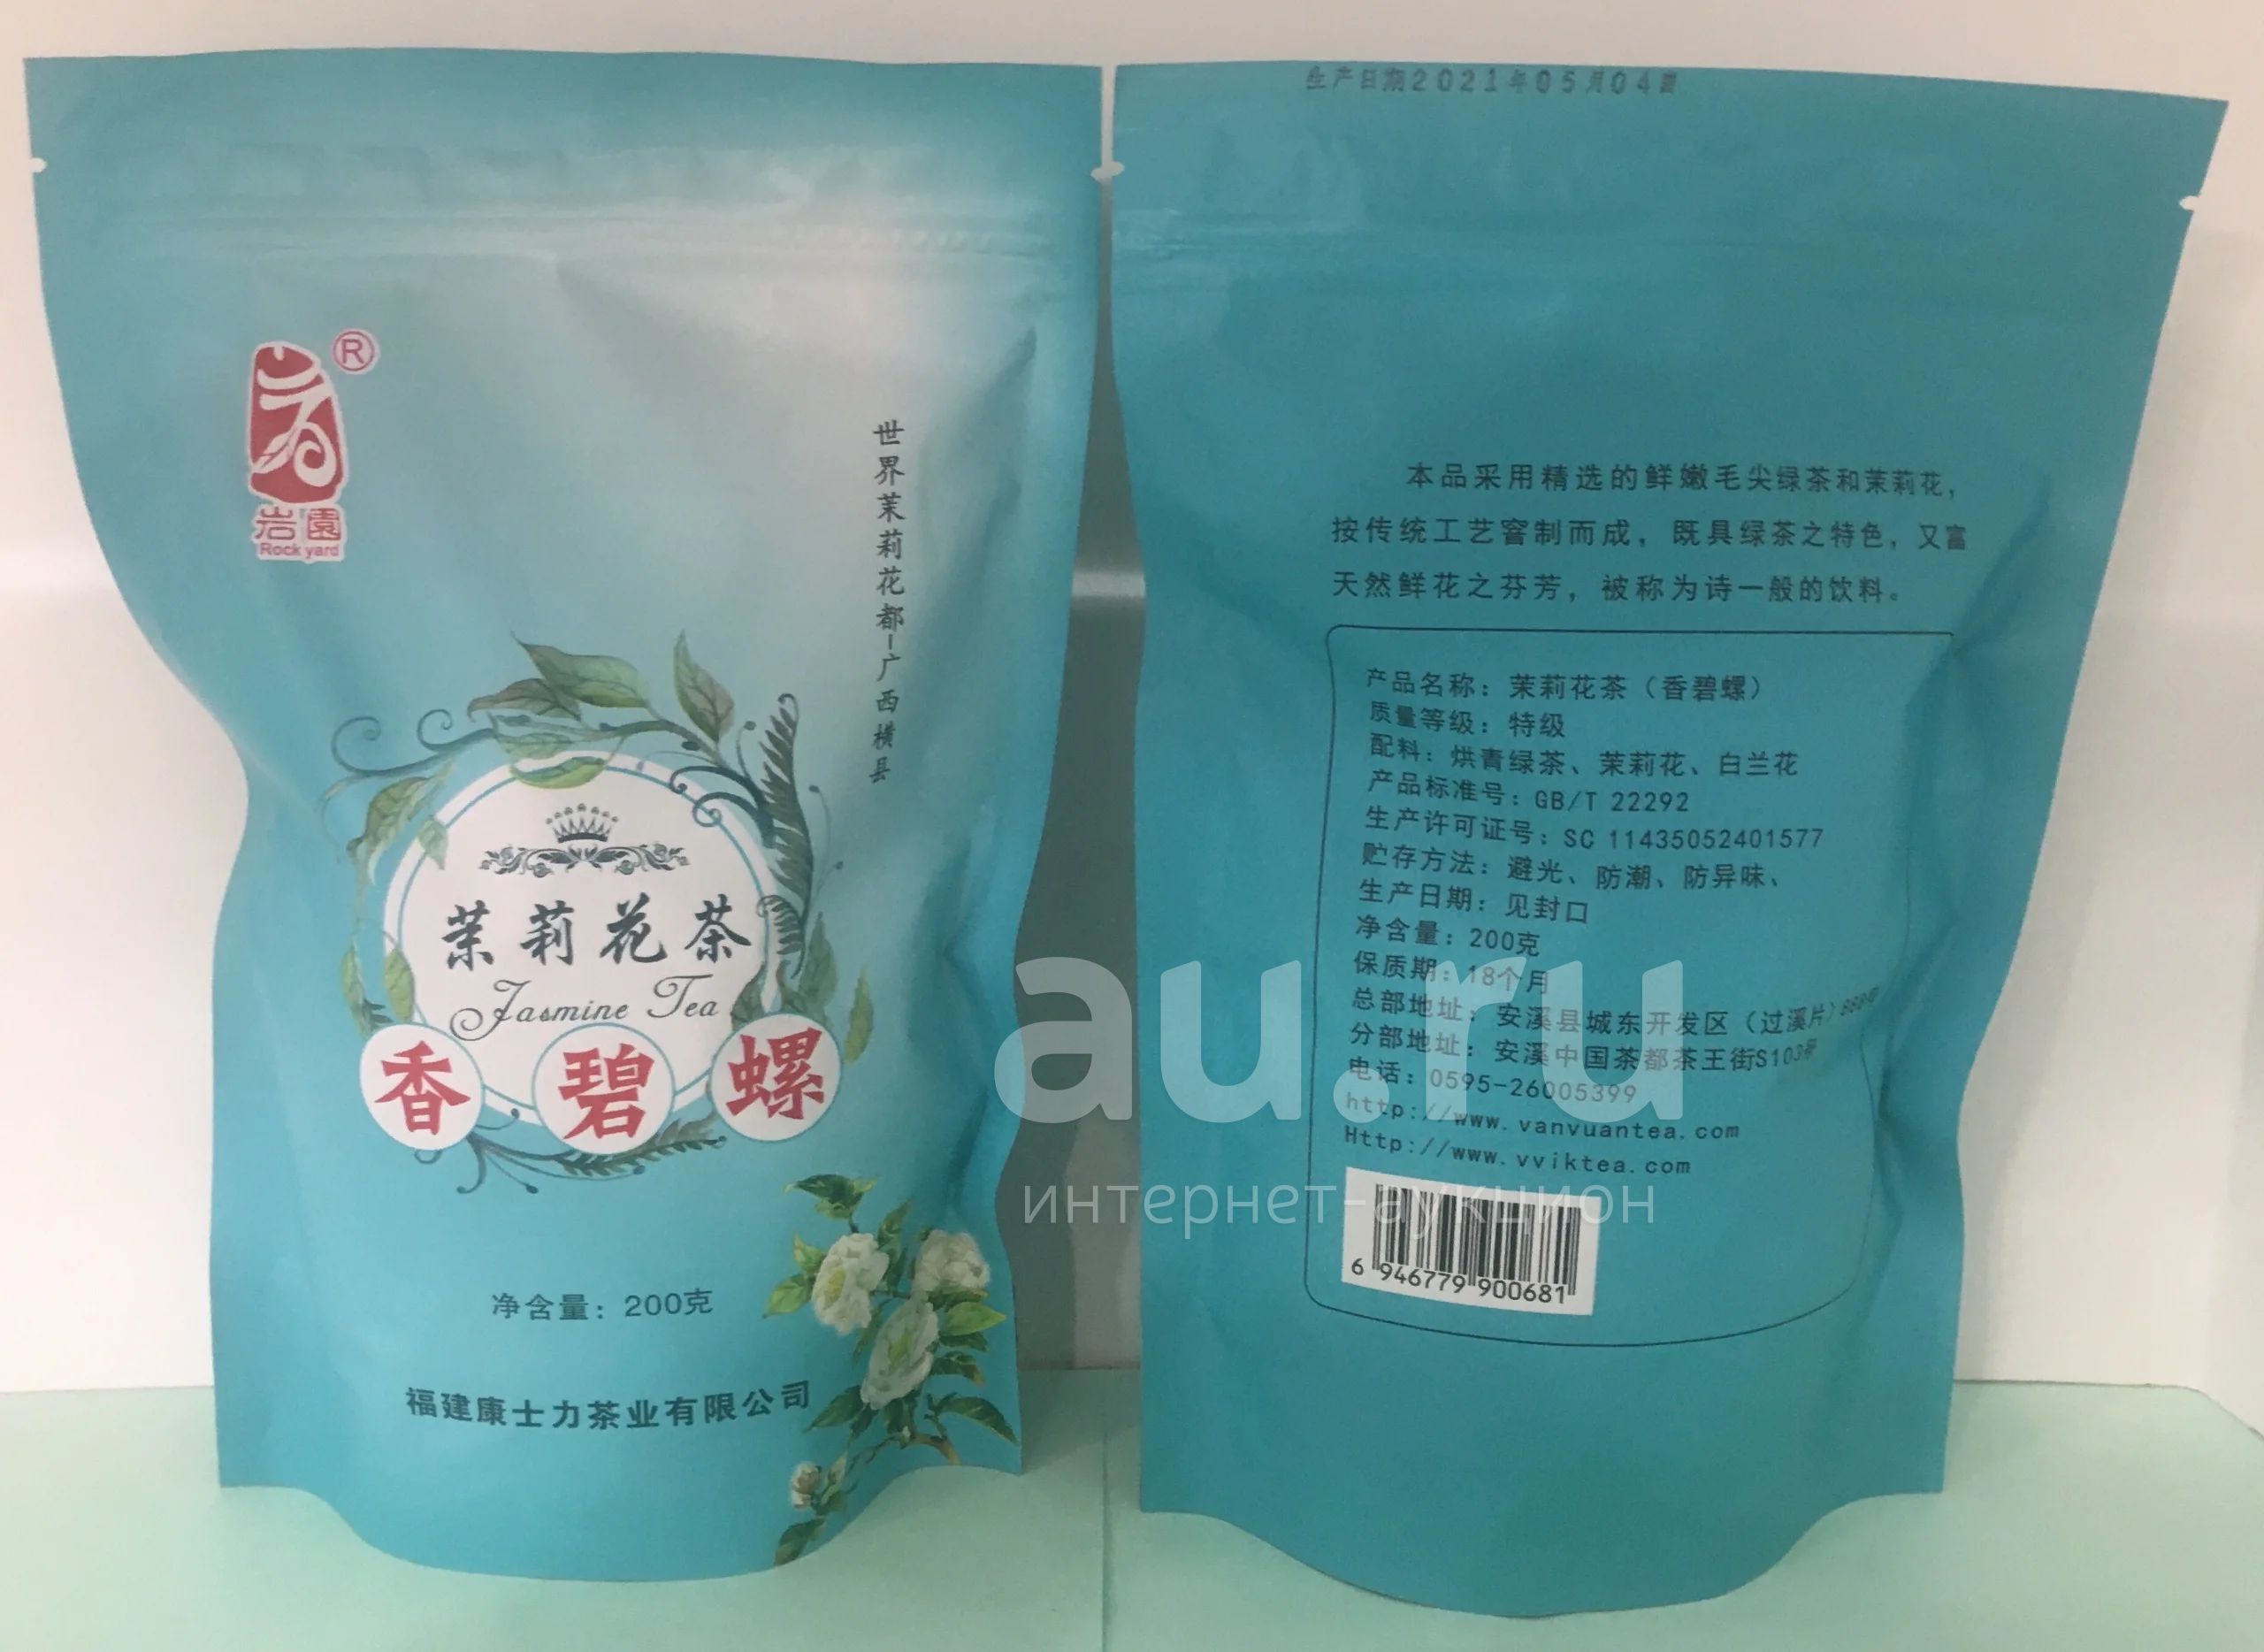 ®
岩園
Rock yard
世界茉莉花都-广西横县
茉莉花茶
Jasmine Tea
香碧螺
净含量：200克
福建康士力茶业有限公司
生产日期2021年05月04
本品采用精选的鲜嫩毛尖绿茶和茉莉花，
按传统工艺窨制而成，既具绿茶之特色，又富
天然鲜花之芬芳，被称为诗一般的饮料。
产品名称：茉莉花茶（香碧螺）
质量等级：特级
配料：烘青绿茶、茉莉花、白兰花
产品标准号：GB/T 22292
生产许可证号：SC 11435052401577
贮存方法：避光、防潮、防异味、
生产日期：见封口
净含量：200克
保质期：18个月
总部地址：安溪县城东开发区（过溪片）
分部地址：安溪中国茶都茶王街S103号
电话：0595-26005399
http://www.vanvuantea.com
Http://www.vviktea.com
6 946779 900681
au.ru
интернет-аукцион